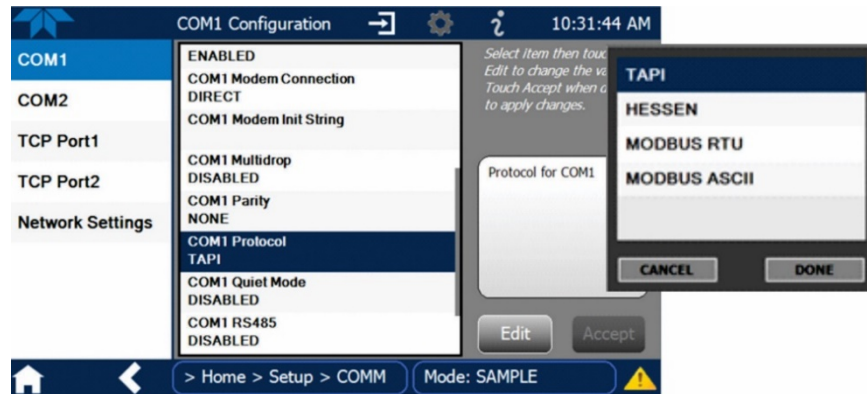 COM1 Configuration
10:31:44 AM
COM1
COM2
TCP Port1
TCP Port2
Network Settings
ENABLED
COM1 Modem Connection
DIRECT
COM1 Modem Init String
COM1 Multidrop
DISABLED
COM1 Parity
NONE
COM1 Protocol
TAPI
COM1 Quiet Mode
DISABLED
COM1 RS485
DISABLED
Select item then
Edit to change the
Touch Accept when
to apply changes.
Protocol for COM1
Edit
Accept
TAPI
HESSEN
MODBUS RTU
MODBUS ASCII
CANCEL
DONE
> Home > Setup > COMM
Mode: SAMPLE